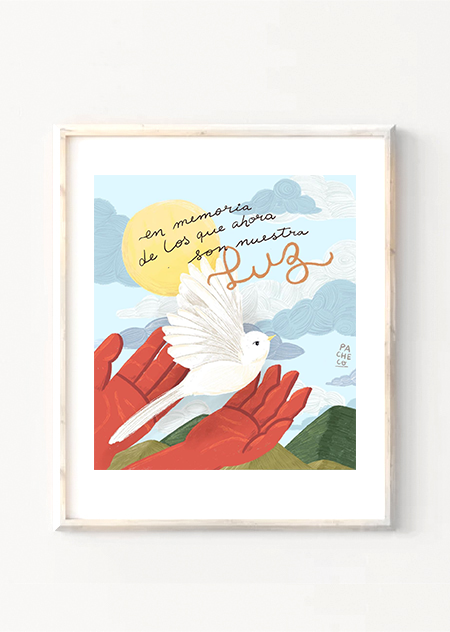 en memoria
de los que ahora
son nuestra
Luz
PA
CHE
CO